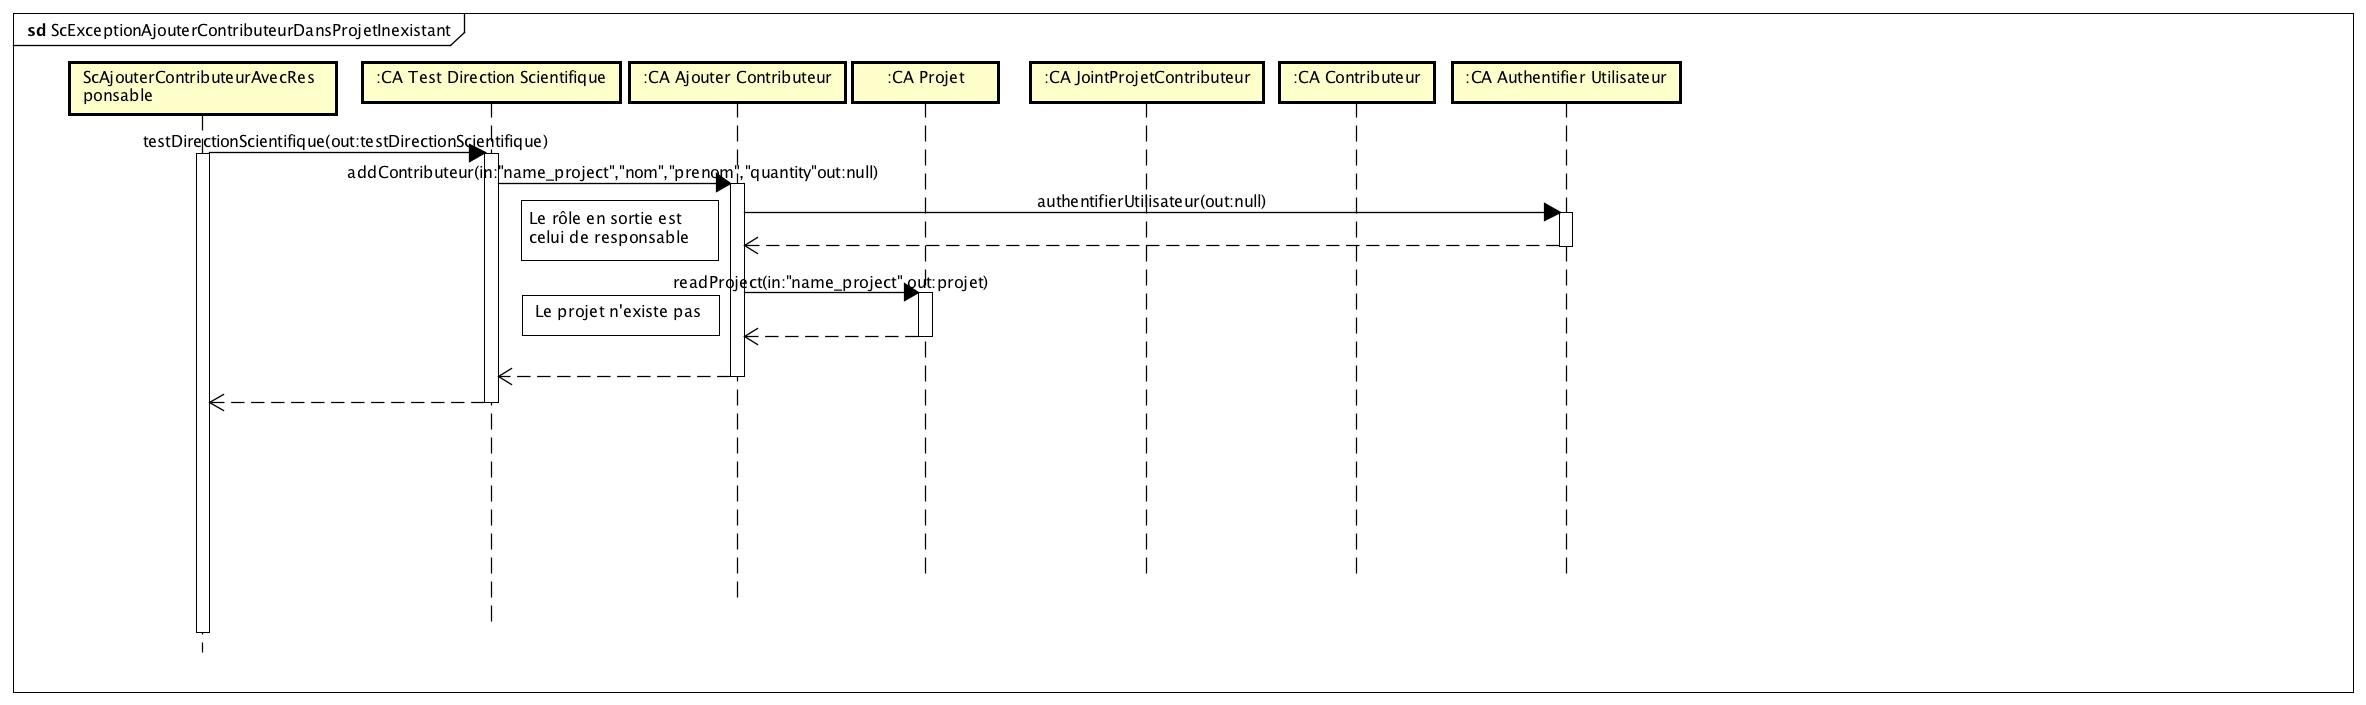 sd ScExceptionAjouterContributeurDansProjetInexistant
ScAjouterContributeurAvecRes
ponsable
:CA Test Direction Scientifique
:CA Ajouter Contributeur
:CA Projet
:CA JointProjetContributeur
:CA Contributeur
:CA Authentifier Utilisateur
testDirectionScientifique(out:testDirectionScientifique)
addContributeur(in:"name_project","nom","prenom","quantity"out:null)
authentifierUtilisateur(out:null)
Le rôle en sortie est
celui de responsable
readProject(in:"name_project" out:projet)
Le projet n'existe pas